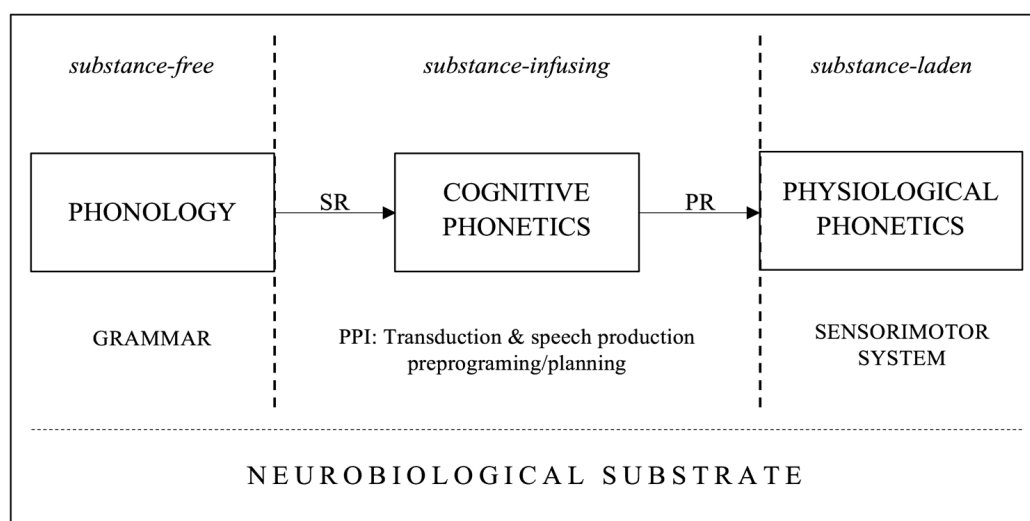 substance-free
substance-infusing
substance-laden
PHONOLOGY
SR
COGNITIVE
PHONETICS
PR
PHYSIOLOGICAL
PHONETICS
GRAMMAR
PPI: Transduction & speech production
preprograming/planning
SENSORIMOTOR
SYSTEM
NEUROBIOLOGICAL SUBSTRATE